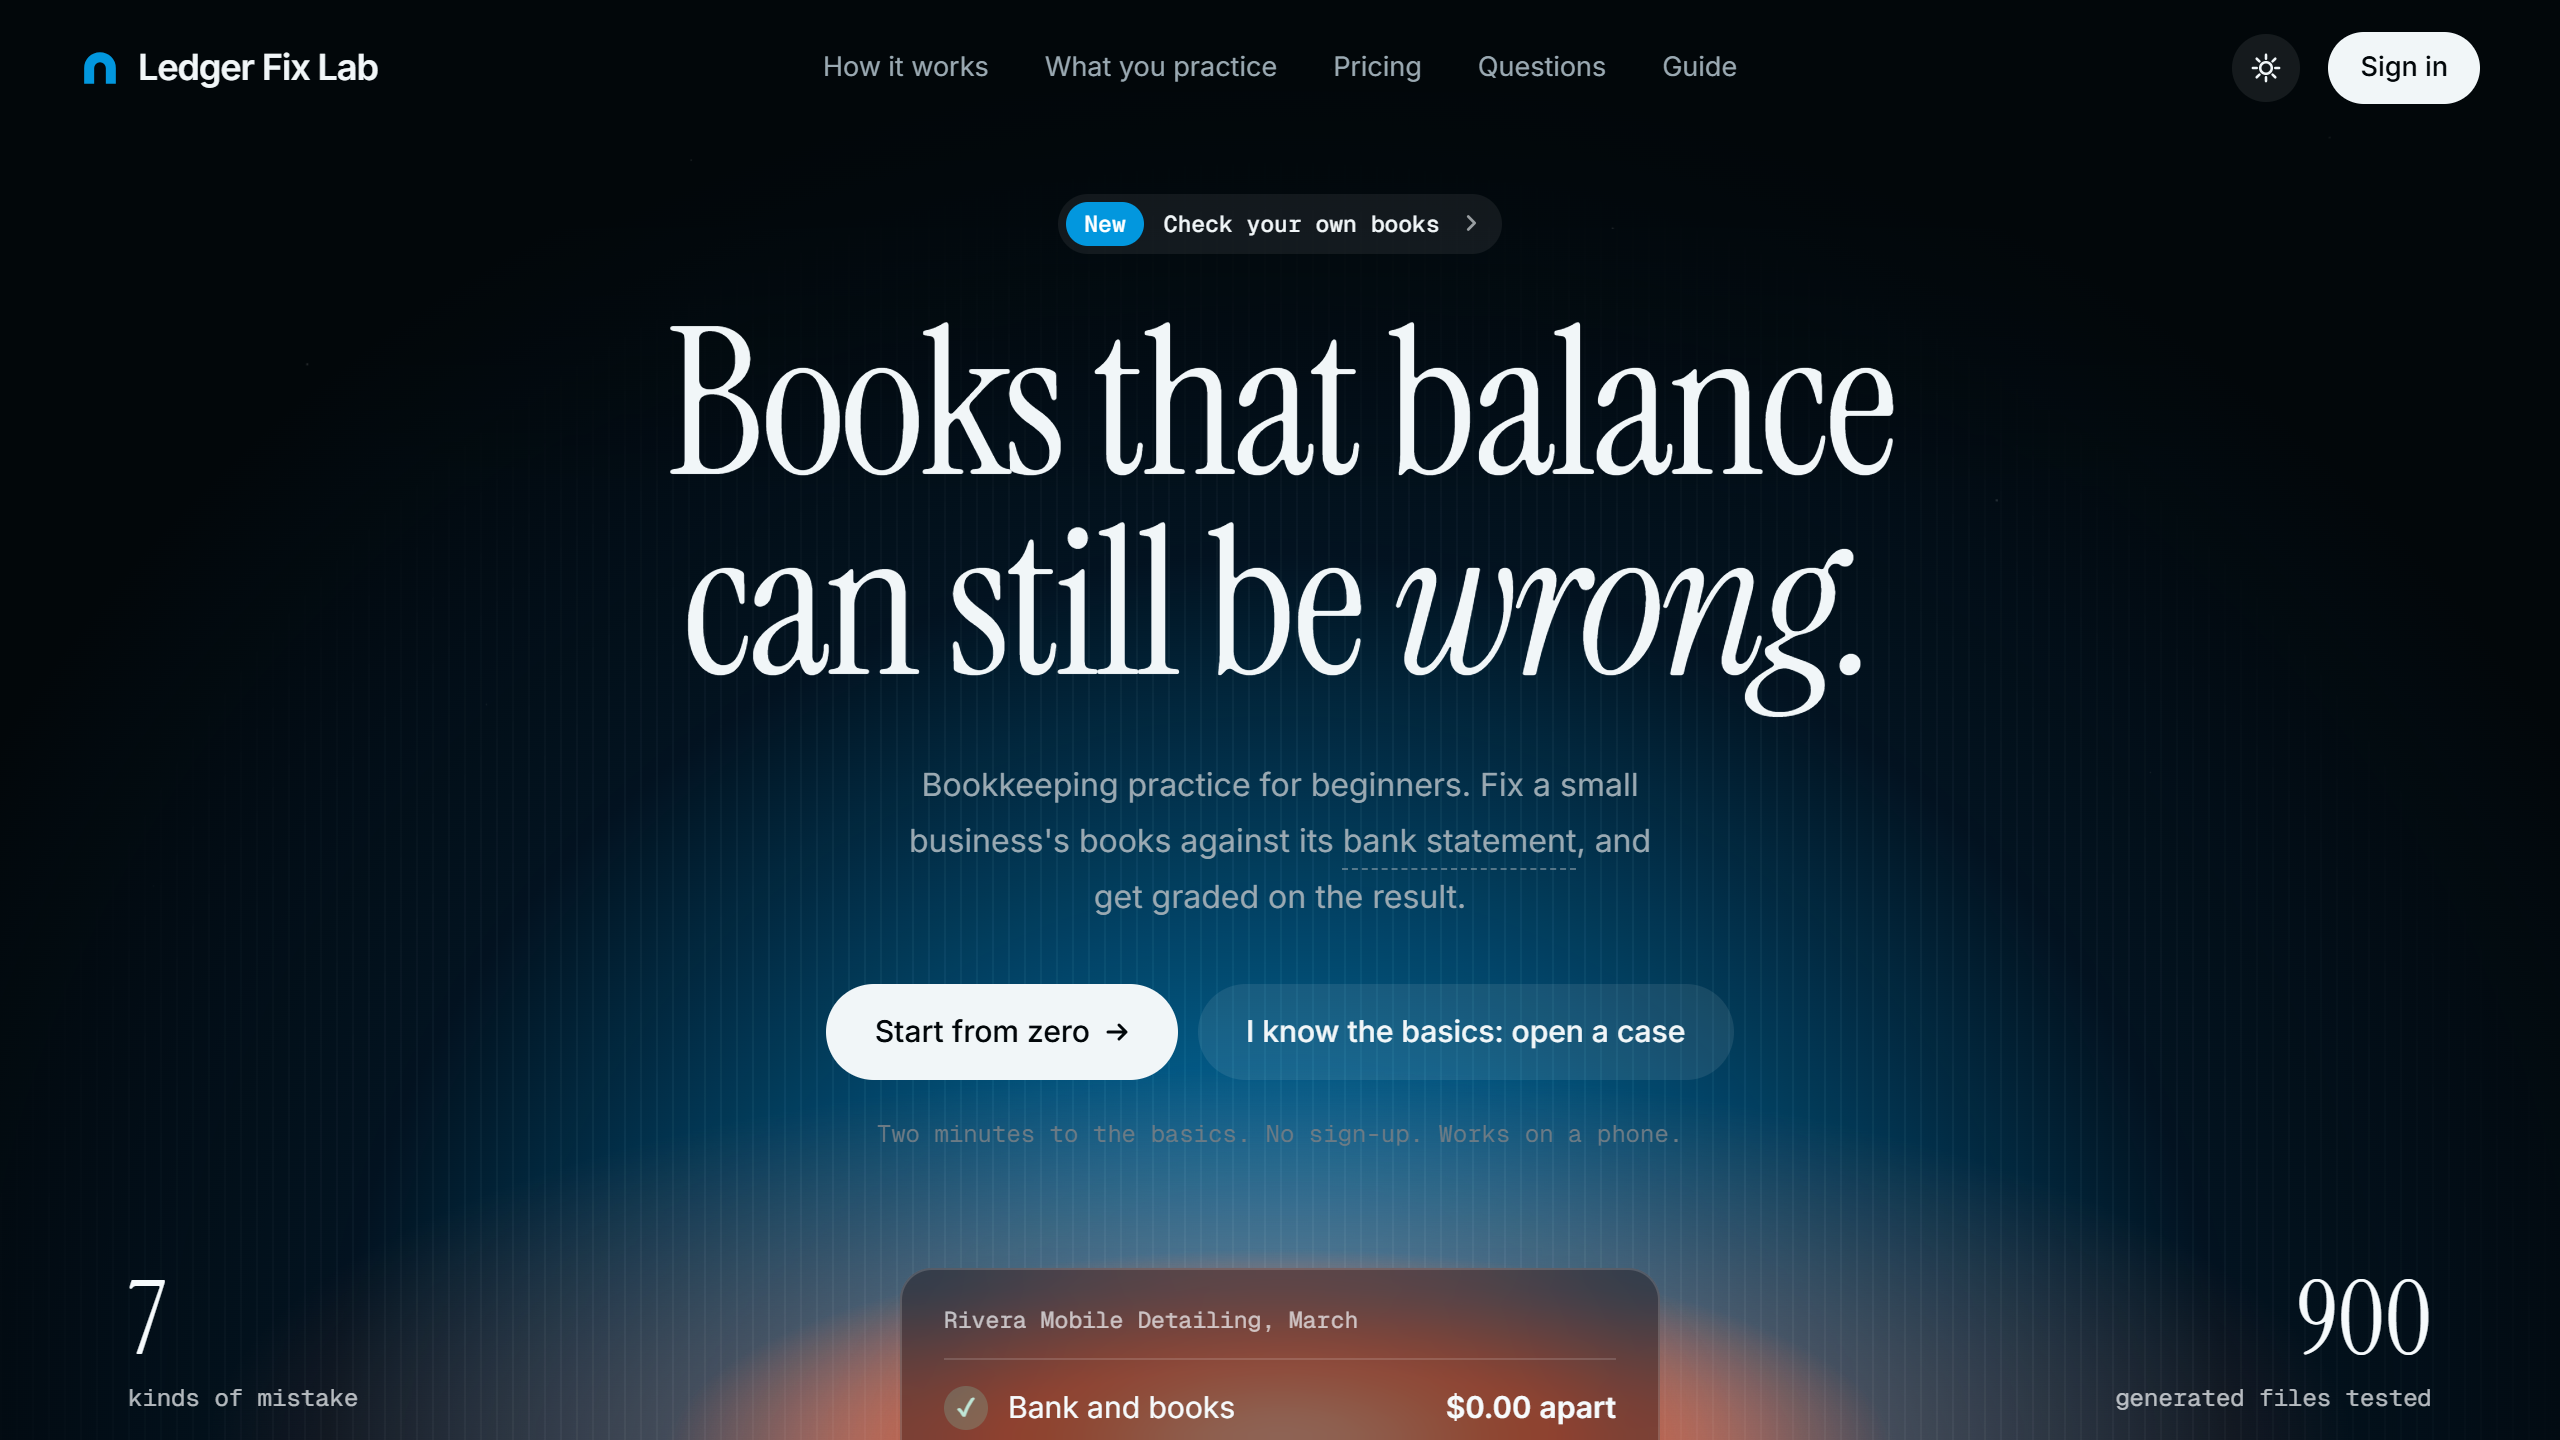 Ledger Fix Lab
How it works
What you practice
Pricing
Questions
Guide
Sign in
New Check your own books
Books that balance
can still be wrong.
Bookkeeping practice for beginners. Fix a small
business's books against its bank statement, and
get graded on the result.
Start from zero →
I know the basics: open a case
Two minutes to the basics. No sign-up. Works on a phone.
7
kinds of mistake
Rivera Mobile Detailing, March
✓ Bank and books $0.00 apart
900
generated files tested